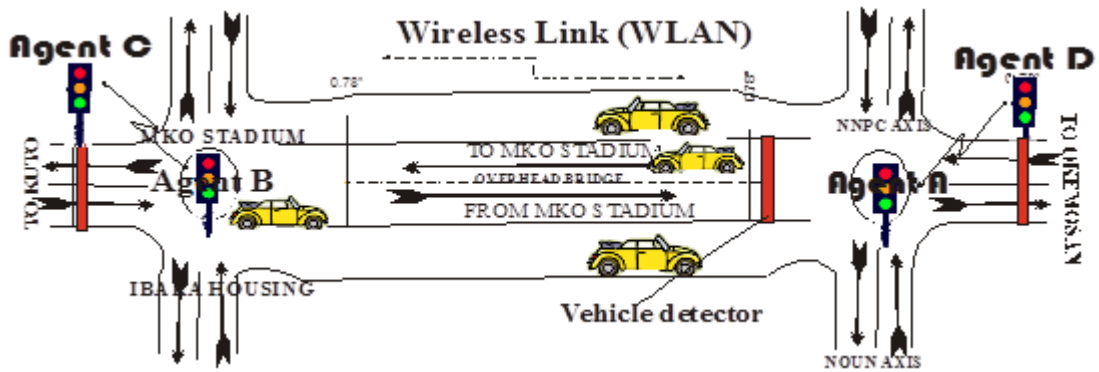 Wireless Link (WLAN)
Agent C
Agent D
0.78"
MKO STADIUM
NNPC AXIS
TO KUTO
TO MKO STADIUM
Agent B
OVERHEAD BRIDGE
Agent A
FROM MKO STADIUM
IBARA HOUSING
Vehicle detector
NOUN AXIS